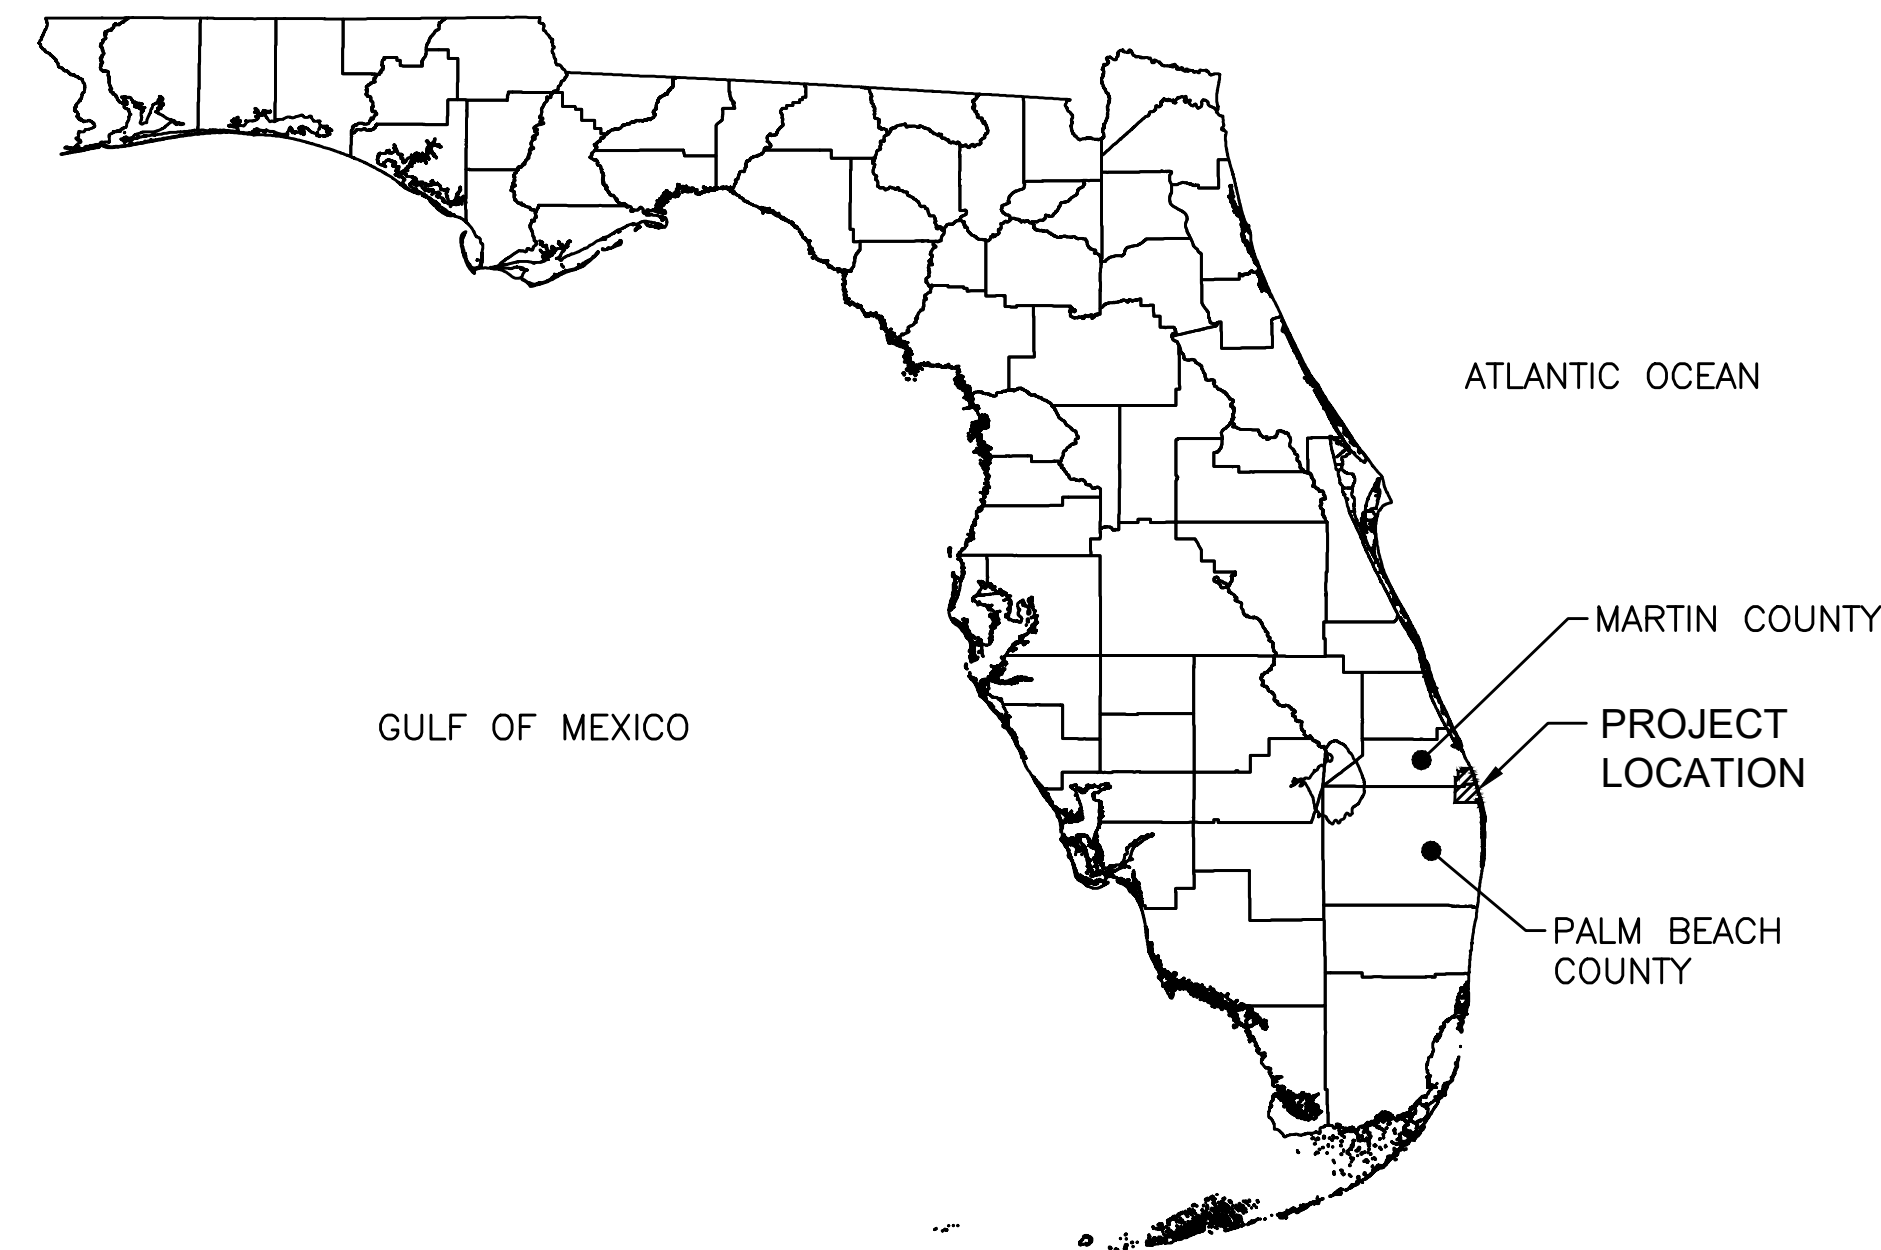 ATLANTIC OCEAN
MARTIN COUNTY
GULF OF MEXICO
PROJECT
LOCATION
PALM BEACH
COUNTY